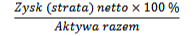 Zysk (strata) netto × 100 %
Aktywa razem